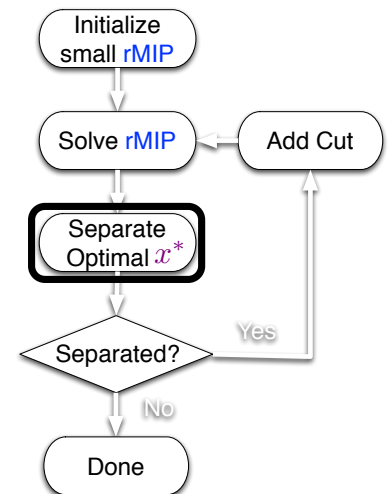 Initialize
small rMIP
Solve rMIP
Add Cut
Separate
Optimal x*
Separated?
Yes
No
Done